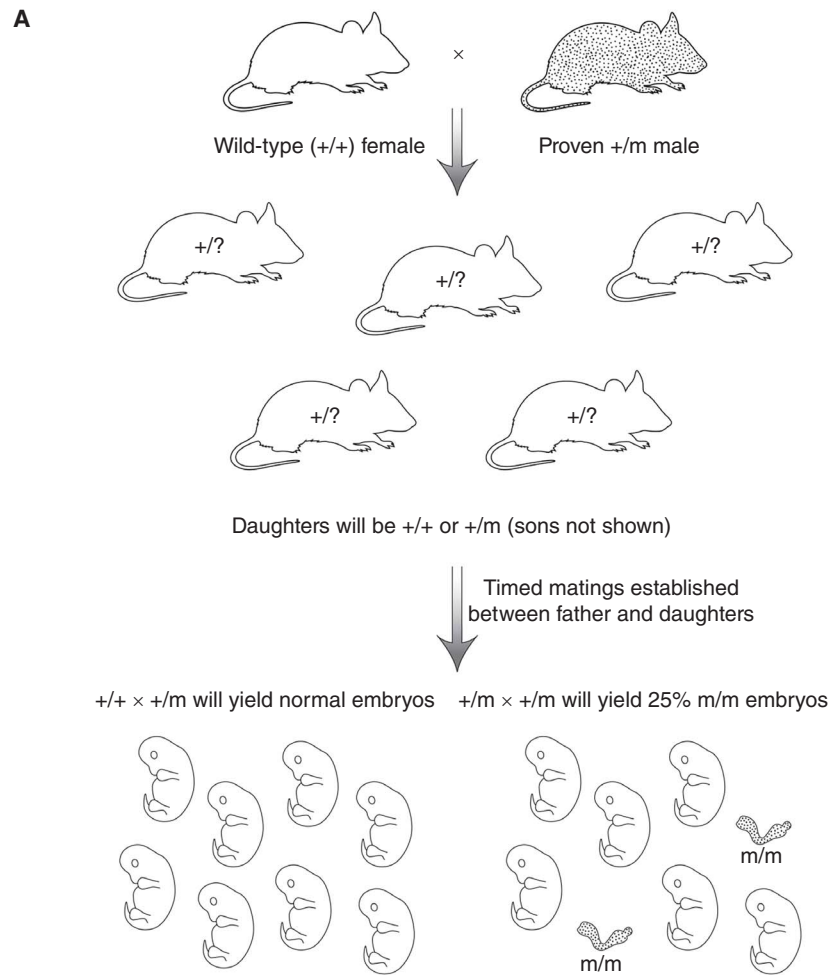 A
×
Wild-type (+/+) female
Proven +/m male
+/?
+/?
+/?
+/?
+/?
Daughters will be +/+ or +/m (sons not shown)
Timed matings established
between father and daughters
+/+ × +/m will yield normal embryos
+/m × +/m will yield 25% m/m embryos
m/m
m/m